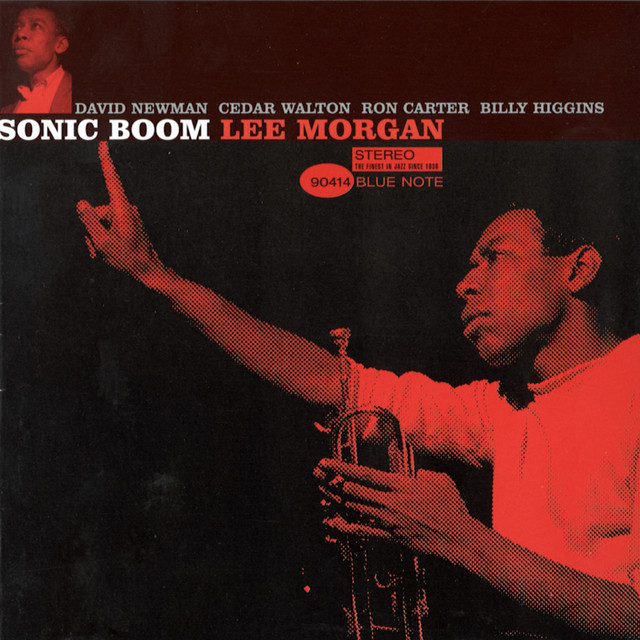 DAVID NEWMAN CEDAR WALTON RON CARTER BILLY HIGGINS
SONIC BOOM LEE MORGAN
STEREO
THE FINEST IN JAZZ SINCE 1939
90414 BLUE NOTE